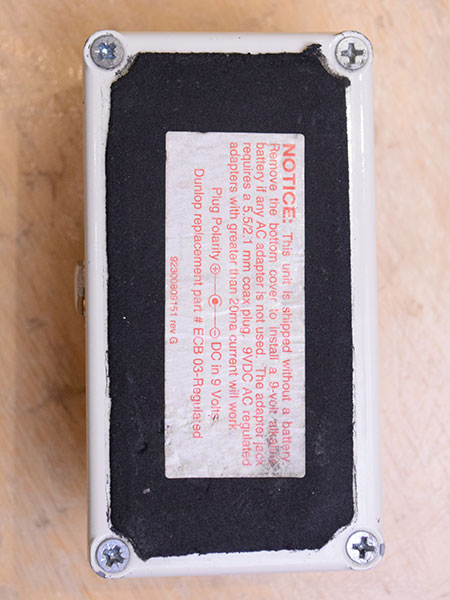 NOTICE: This unit is shipped without a battery.
Remove the bottom cover to install a 9-volt alkaline
battery if any AC adapter is not used. The adapter jack
requires a 5.5/2.1 mm coax plug. 9VDC AC regulated
adapters with greater than 20ma current will work.
Plug Polarity ⊕—●—⊖ DC in 9 Volts
Dunlop replacement part # ECB 03-Regulated
92300809151 rev G